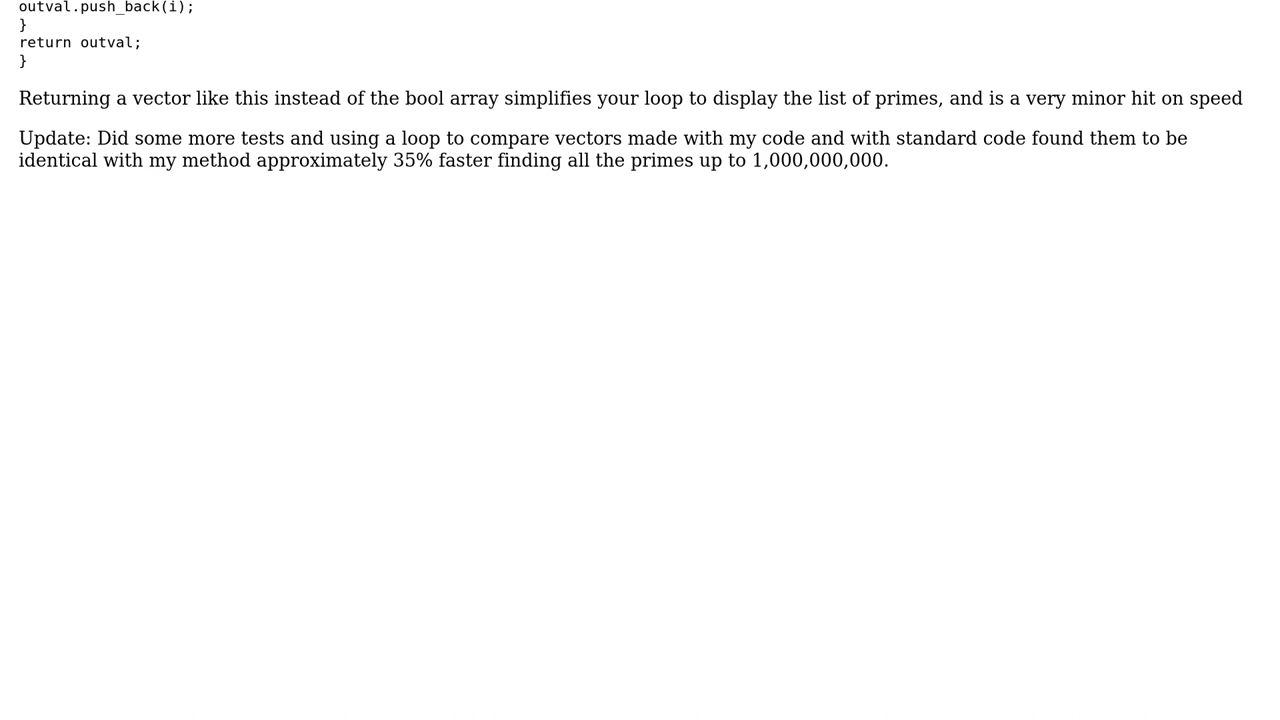 outval.push_back(i);
}
return outval;
}
Returning a vector like this instead of the bool array simplifies your loop to display the list of primes, and is a very minor hit on speed
Update: Did some more tests and using a loop to compare vectors made with my code and with standard code found them to be
identical with my method approximately 35% faster finding all the primes up to 1,000,000,000.